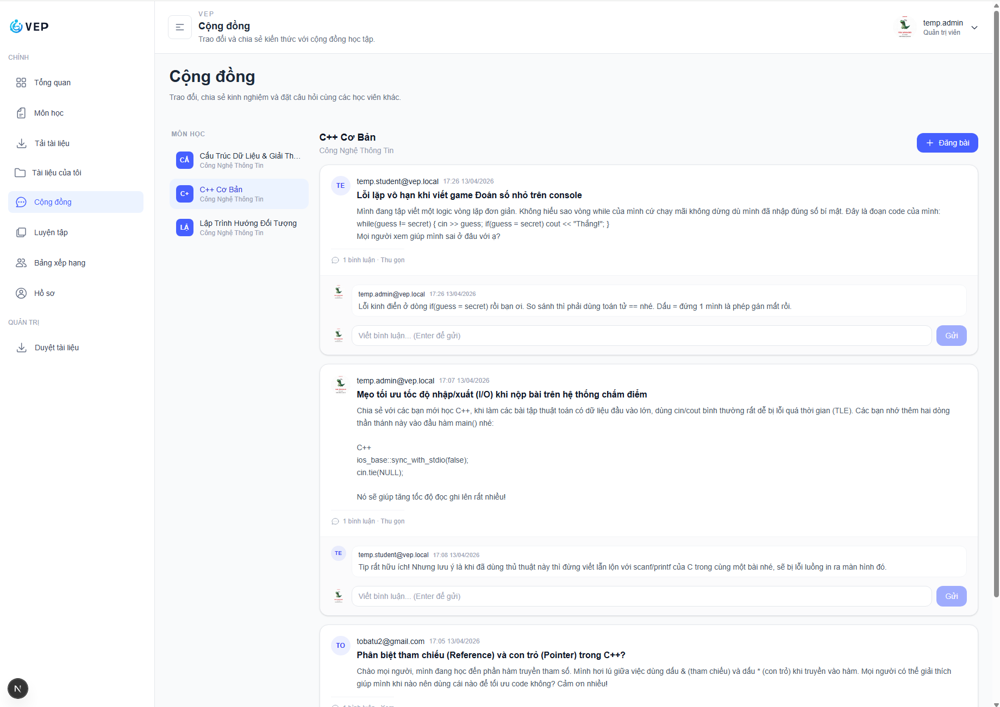 VEP
CHÍNH
Tổng quan
Môn học
Tải tài liệu
Tài liệu của tôi
Cộng đồng
Luyện tập
Bảng xếp hạng
Hồ sơ
QUẢN TRỊ
Duyệt tài liệu
N
VEP
Cộng đồng
Trao đổi và chia sẻ kiến thức với cộng đồng học tập.
temp.admin
Quản trị viên
Cộng đồng
Trao đổi, chia sẻ kinh nghiệm và đặt câu hỏi cùng các học viên khác.
MÔN HỌC
CẤ
Cấu Trúc Dữ Liệu & Giải Th...
Công Nghệ Thông Tin
C+
C++ Cơ Bản
Công Nghệ Thông Tin
LẬ
Lập Trình Hướng Đối Tượng
Công Nghệ Thông Tin
C++ Cơ Bản
Công Nghệ Thông Tin
+ Đăng bài
TE
temp.student@vep.local 17:26 13/04/2026
Lỗi lặp vô hạn khi viết game Đoán số nhỏ trên console
Mình đang tập viết một logic vòng lặp đơn giản. Không hiểu sao vòng while của mình cứ chạy mãi không dừng dù mình đã nhập đúng số bí mật. Đây là đoạn code của mình:
while(guess != secret) { cin >> guess; if(guess = secret) cout << "Thắng!"; }
Mọi người xem giúp mình sai ở đâu với ạ?
1 bình luận · Thu gọn
temp.admin@vep.local 17:26 13/04/2026
Lỗi kinh điển ở dòng if(guess = secret) rồi bạn ơi. So sánh thì phải dùng toán tử == nhé. Dấu = đứng 1 mình là phép gán mất rồi.
Viết bình luận... (Enter để gửi)
Gửi
temp.admin@vep.local 17:07 13/04/2026
Mẹo tối ưu tốc độ nhập/xuất (I/O) khi nộp bài trên hệ thống chấm điểm
Chia sẻ với các bạn mới học C++, khi làm các bài tập thuật toán có dữ liệu đầu vào lớn, dùng cin/cout bình thường rất dễ bị lỗi quá thời gian (TLE). Các bạn nhớ thêm hai dòng
thần thánh này vào đầu hàm main() nhé:
C++
ios_base::sync_with_stdio(false);
cin.tie(NULL);
Nó sẽ giúp tăng tốc độ đọc ghi lên rất nhiều!
1 bình luận · Thu gọn
TE
temp.student@vep.local 17:08 13/04/2026
Tip rất hữu ích! Nhưng lưu ý là khi đã dùng thủ thuật này thì đừng viết lẫn lộn với scanf/printf của C trong cùng một bài nhé, sẽ bị lỗi luồng in ra màn hình đó.
Viết bình luận... (Enter để gửi)
Gửi
TO
tobatu2@gmail.com 17:05 13/04/2026
Phân biệt tham chiếu (Reference) và con trỏ (Pointer) trong C++?
Chào mọi người, mình đang học đến phần hàm truyền tham số. Mình hơi lú giữa việc dùng dấu & (tham chiếu) và dấu * (con trỏ) khi truyền vào hàm. Mọi người có thể giải thích
giúp mình khi nào nên dùng cái nào để tối ưu code không? Cảm ơn nhiều!